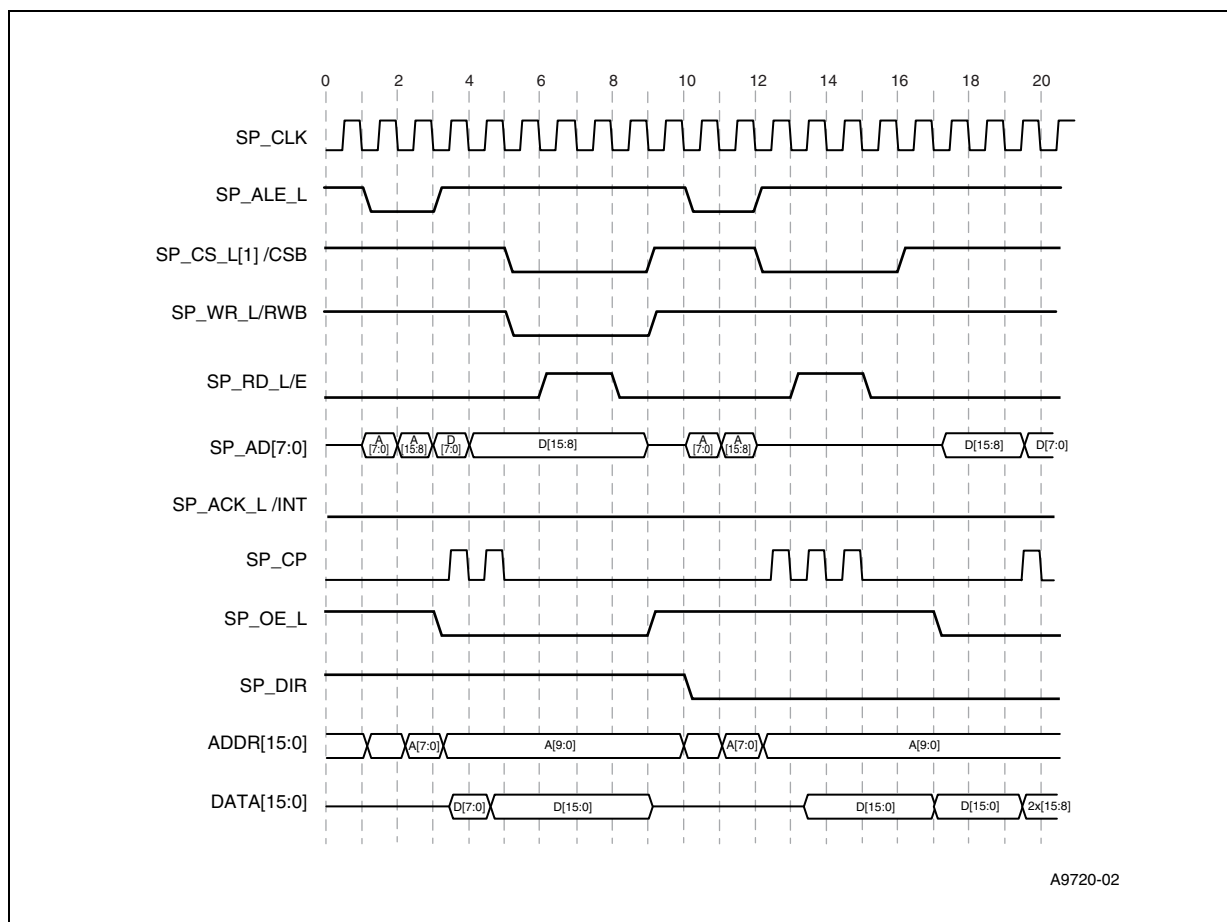 0 2 4 6 8 10 12 14 16 18 20
SP_CLK
SP_ALE_L
SP_CS_L[1] /CSB
SP_WR_L/RWB
SP_RD_L/E
SP_AD[7:0]
A [7:0] A [15:8] D [7:0] D[15:8] A [7:0] A [15:8] D[15:8] D[7:0]
SP_ACK_L /INT
SP_CP
SP_OE_L
SP_DIR
ADDR[15:0]
A[7:0] A[9:0] A[7:0] A[9:0]
DATA[15:0]
D[7:0] D[15:0] D[15:0] D[15:0] 2x[15:8]
A9720-02